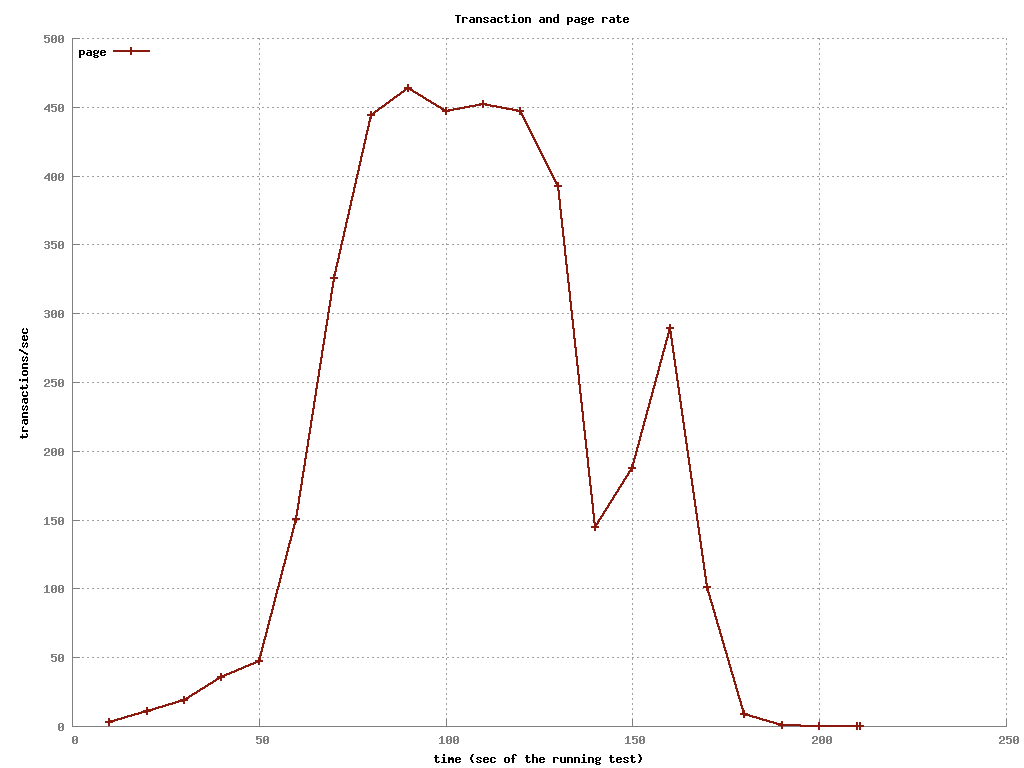 Transaction and page rate
page
500
450
400
350
300
250
200
150
100
50
0
transactions/sec
0 50 100 150 200 250
time (sec of the running test)